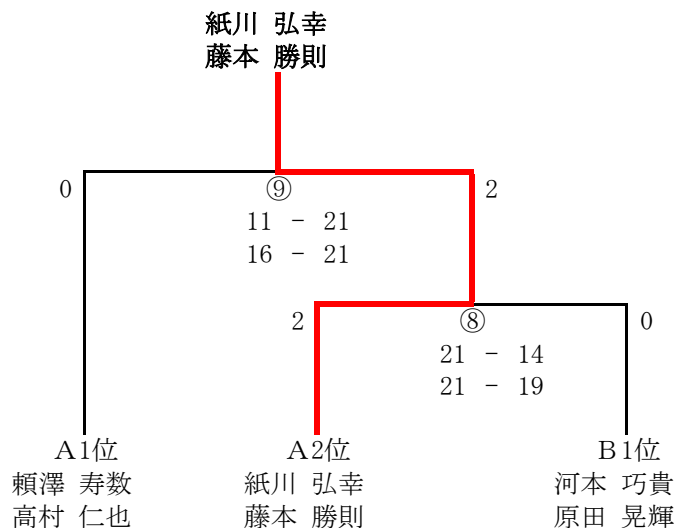 紙川 弘幸
藤本 勝則
0
⑨
2
11 - 21
16 - 21
2
⑧
0
21 - 14
21 - 19
A1位
A2位
B1位
頼澤 寿数
紙川 弘幸
河本 巧貴
高村 仁也
藤本 勝則
原田 晃輝